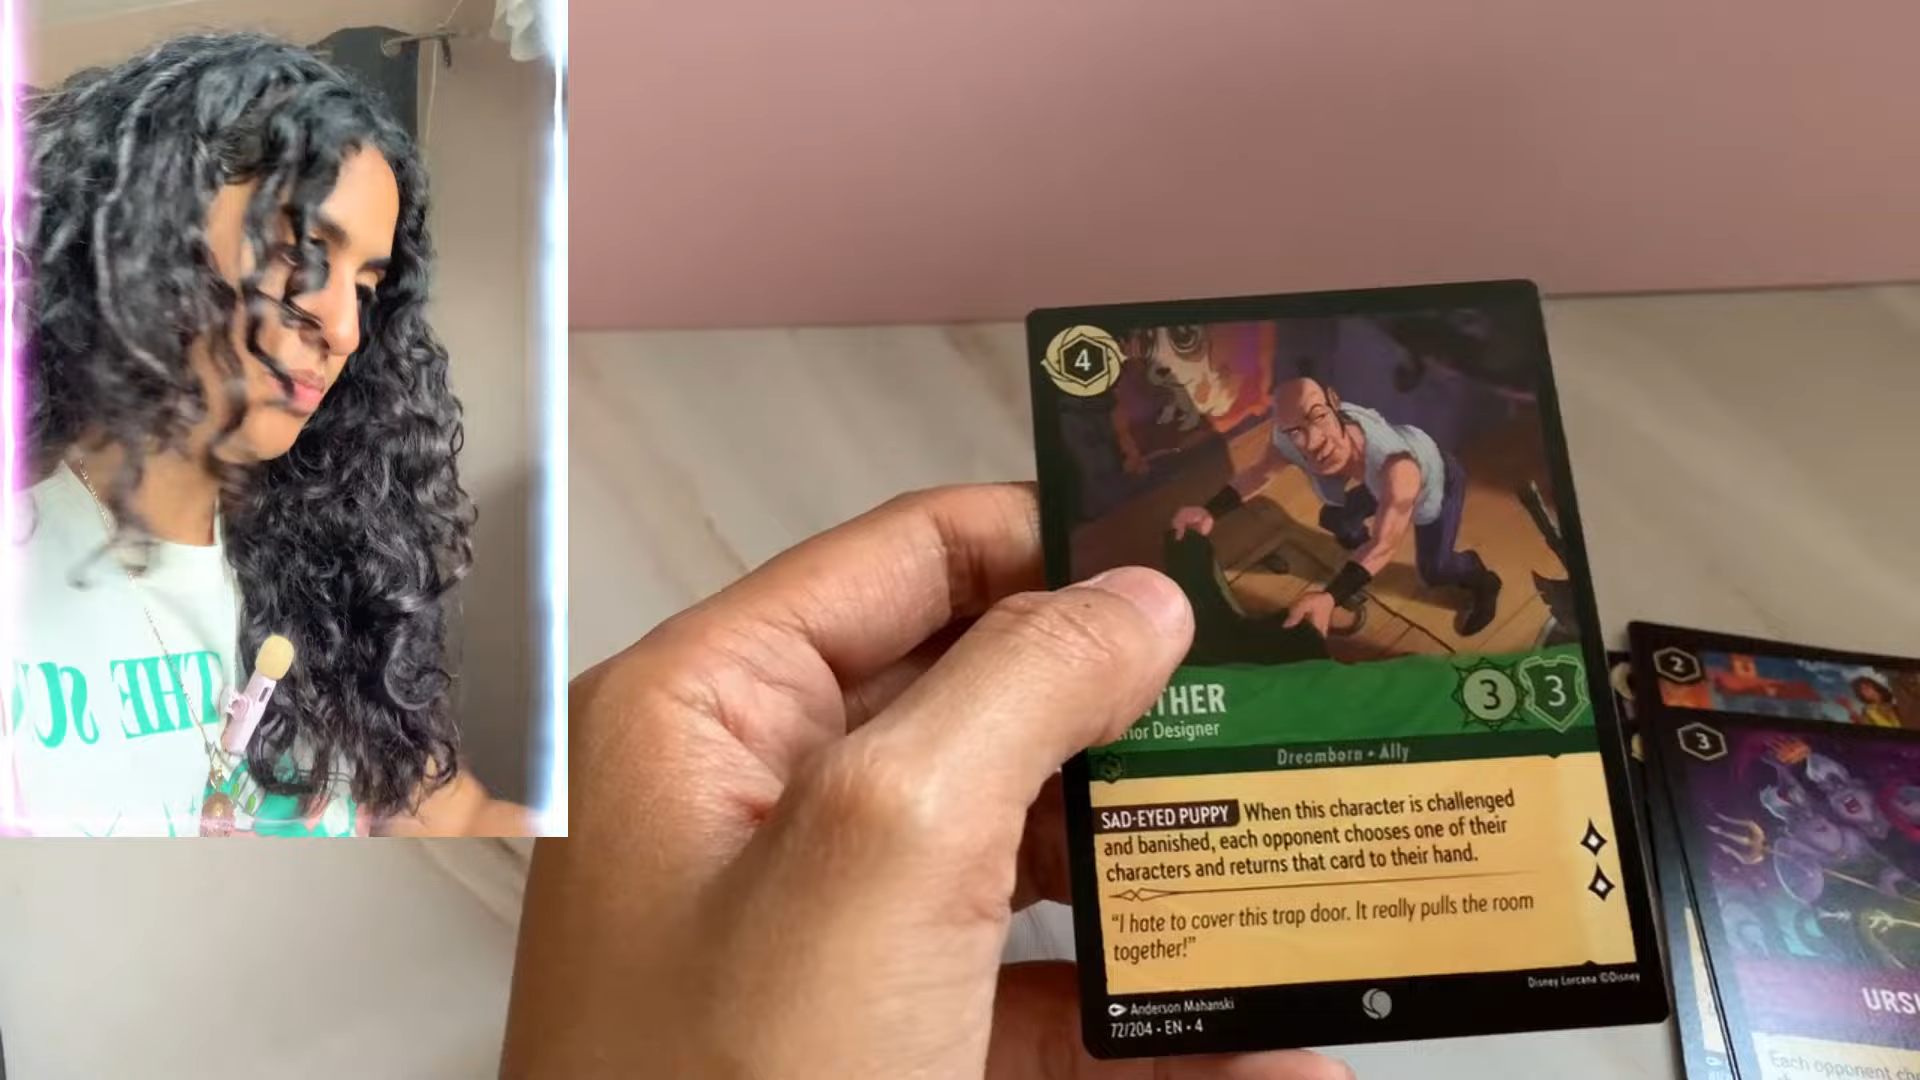 THE SU
4
THER
ior Designer
3
3
Dreamborn • Ally
SAD-EYED PUPPY When this character is challenged
and banished, each opponent chooses one of their
characters and returns that card to their hand.
"I hate to cover this trap door. It really pulls the room
together!"
Disney Lorcana ©Disney
Anderson Mahanski
72/204 • EN • 4
2
3
URS
Each opponent